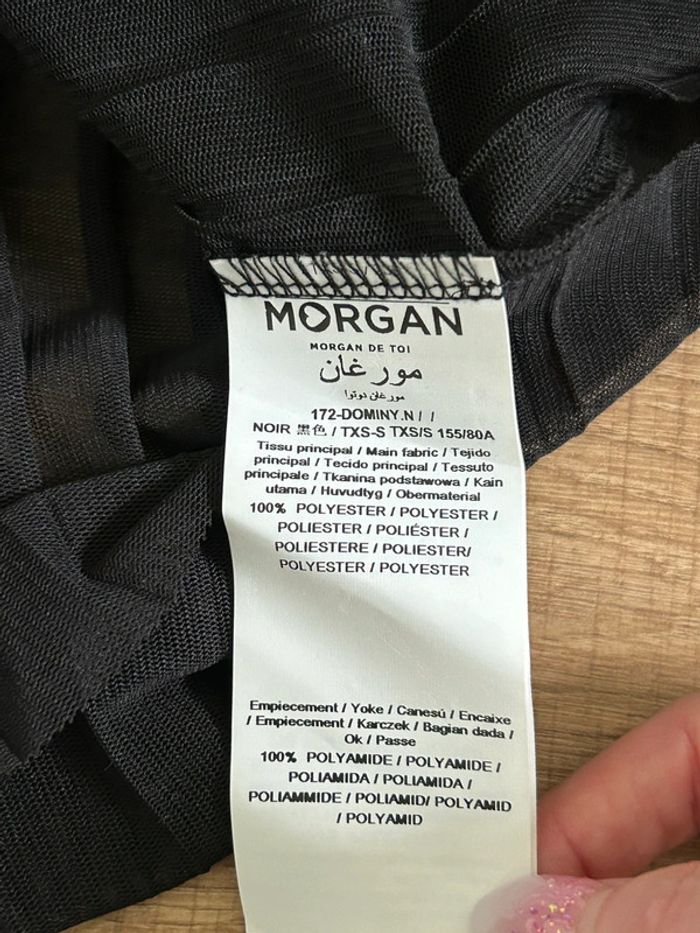 MORGAN
MORGAN DE TOI
مورغان
مورغان دوتوا
172-DOMINY.N / /
NOIR 黑色 / TXS-S TXS/S 155/80A
Tissu principal / Main fabric / Tejido
principal / Tecido principal / Tessuto
principale / Tkanina podstawowa / Kain
utama / Huvudtyg / Obermaterial
100% POLYESTER / POLYESTER /
POLIESTER / POLIÉSTER /
POLIESTERE / POLIESTER/
POLYESTER / POLYESTER
Empiecement / Yoke / Canesú / Encaixe
/ Empiecement / Karczek / Bagian dada /
Ok / Passe
100% POLYAMIDE / POLYAMIDE /
POLIAMIDA / POLIAMIDA /
POLIAMMIDE / POLIAMID/ POLYAMID
/ POLYAMID